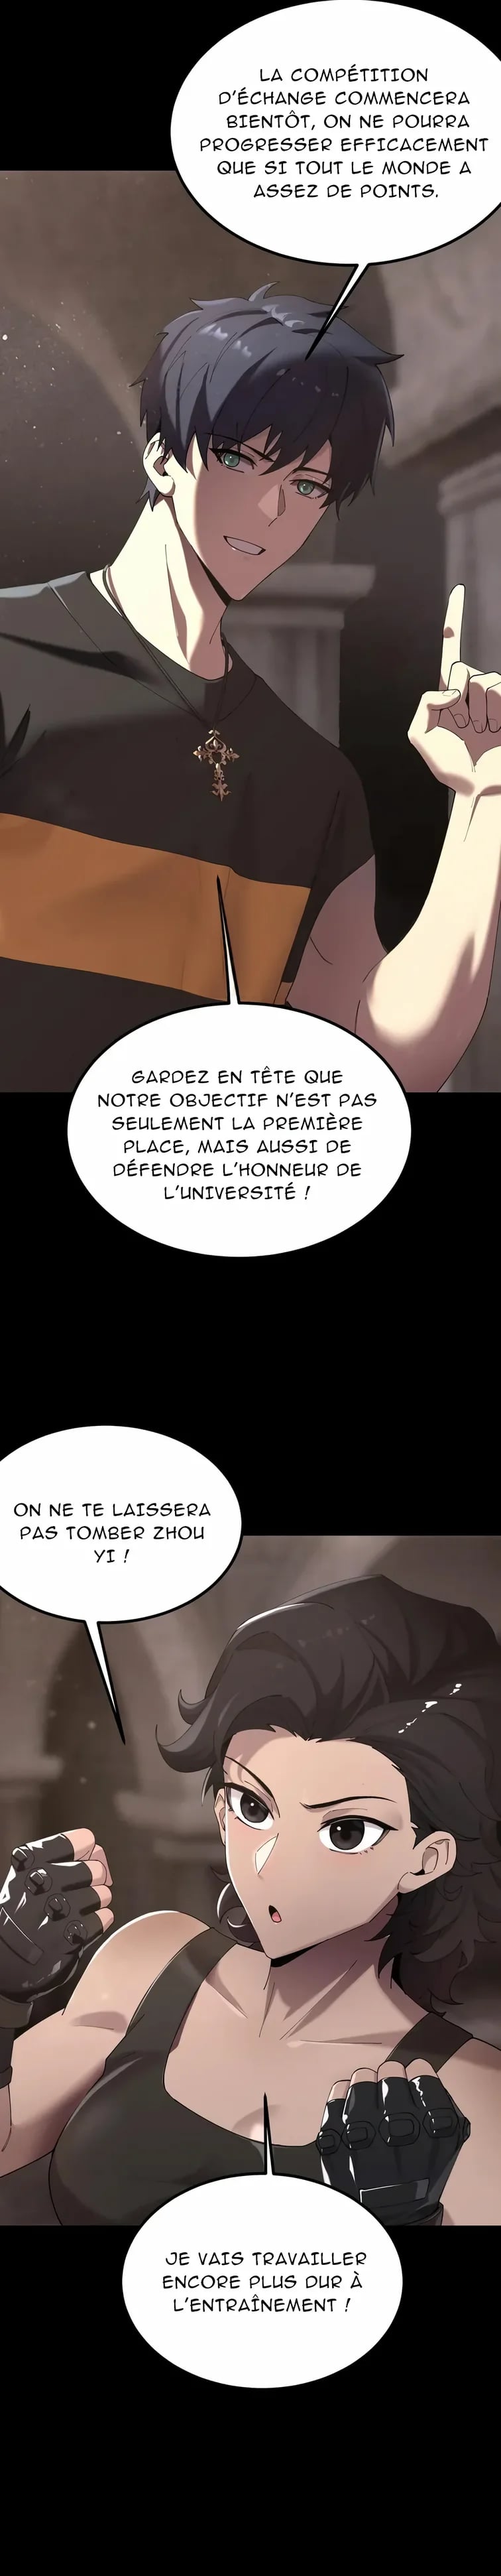 LA COMPÉTITION
D'ÉCHANGE COMMENCERA
BIENTÔT, ON NE POURRA
PROGRESSER EFFICACEMENT
QUE SI TOUT LE MONDE A
ASSEZ DE POINTS.
GARDEZ EN TÊTE QUE
NOTRE OBJECTIF N'EST PAS
SEULEMENT LA PREMIÈRE
PLACE, MAIS AUSSI DE
DÉFENDRE L'HONNEUR DE
L'UNIVERSITÉ !
ON NE TE LAISSERA
PAS TOMBER ZHOU
YI !
JE VAIS TRAVAILLER
ENCORE PLUS DUR À
L'ENTRAÎNEMENT !